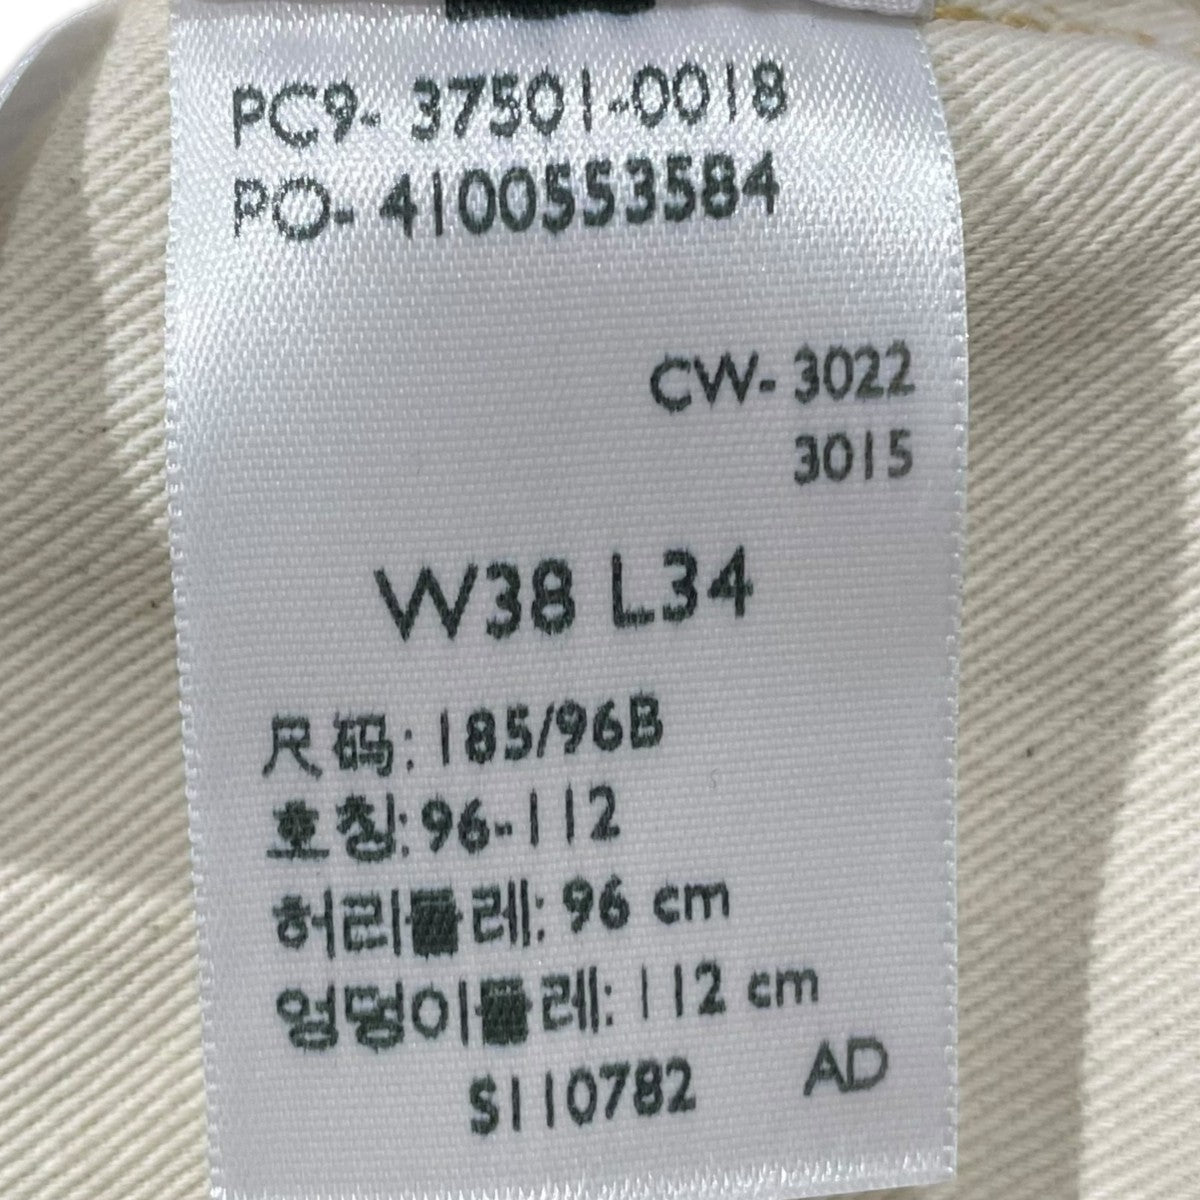 PC9- 37501-0018
PO- 4100553584
CW- 3022
3015
W38 L34
尺码: 185/96B
호칭: 96-112
허리둘레: 96 cm
엉덩이둘레: 112 cm
S110782 AD